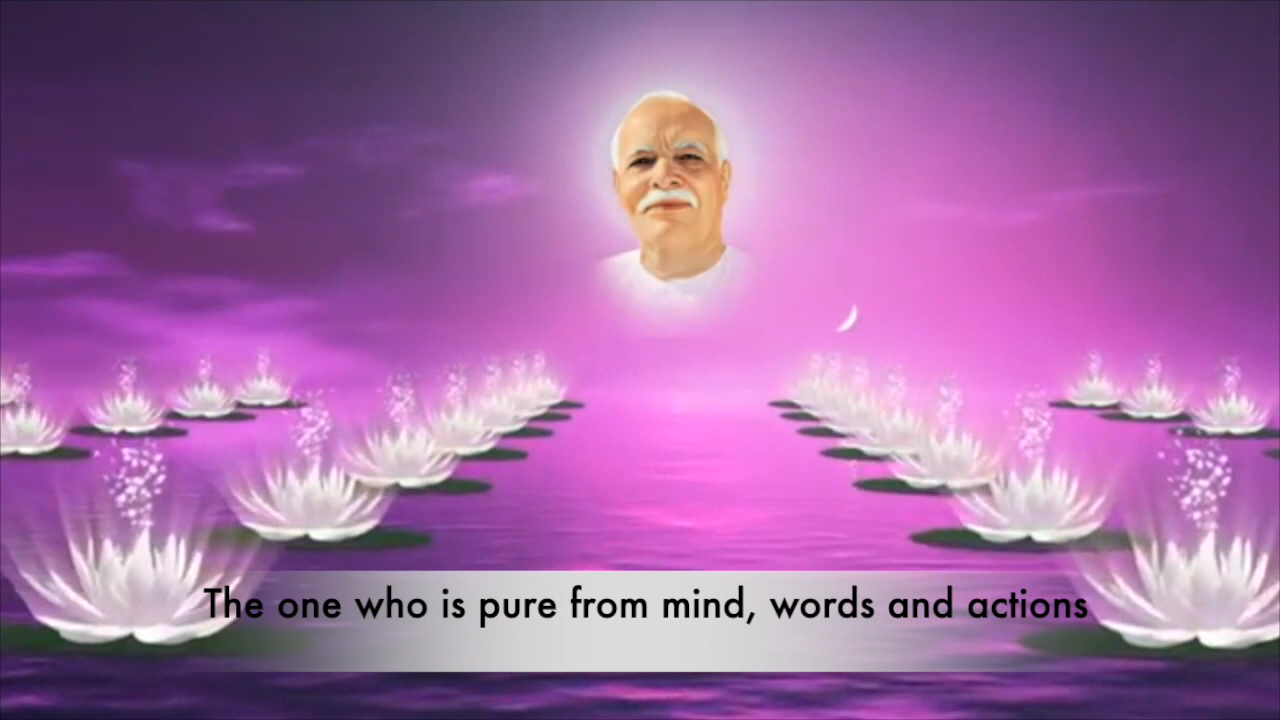 The one who is pure from mind, words and actions